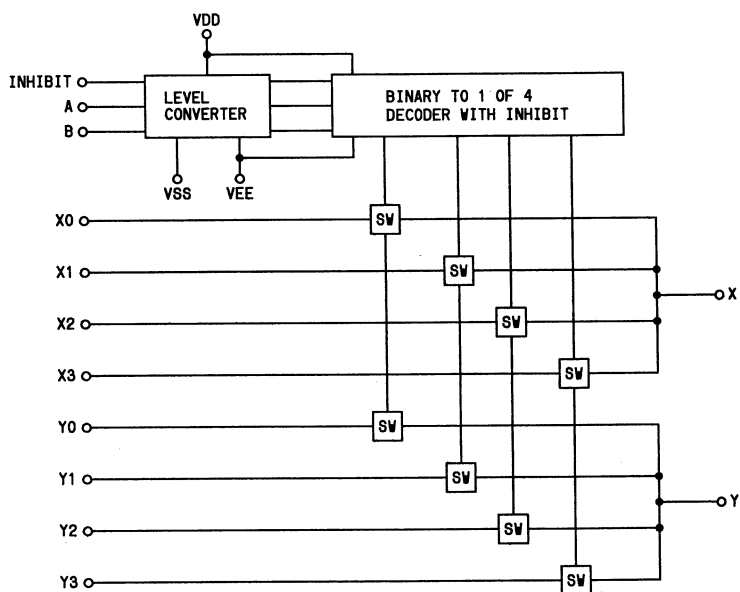 VDD
INHIBIT
A
B
LEVEL
CONVERTER
BINARY TO 1 OF 4
DECODER WITH INHIBIT
VSS
VEE
X0
SW
X1
SW
X
X2
SW
X3
SW
Y0
SW
Y1
SW
Y
Y2
SW
Y3
SW